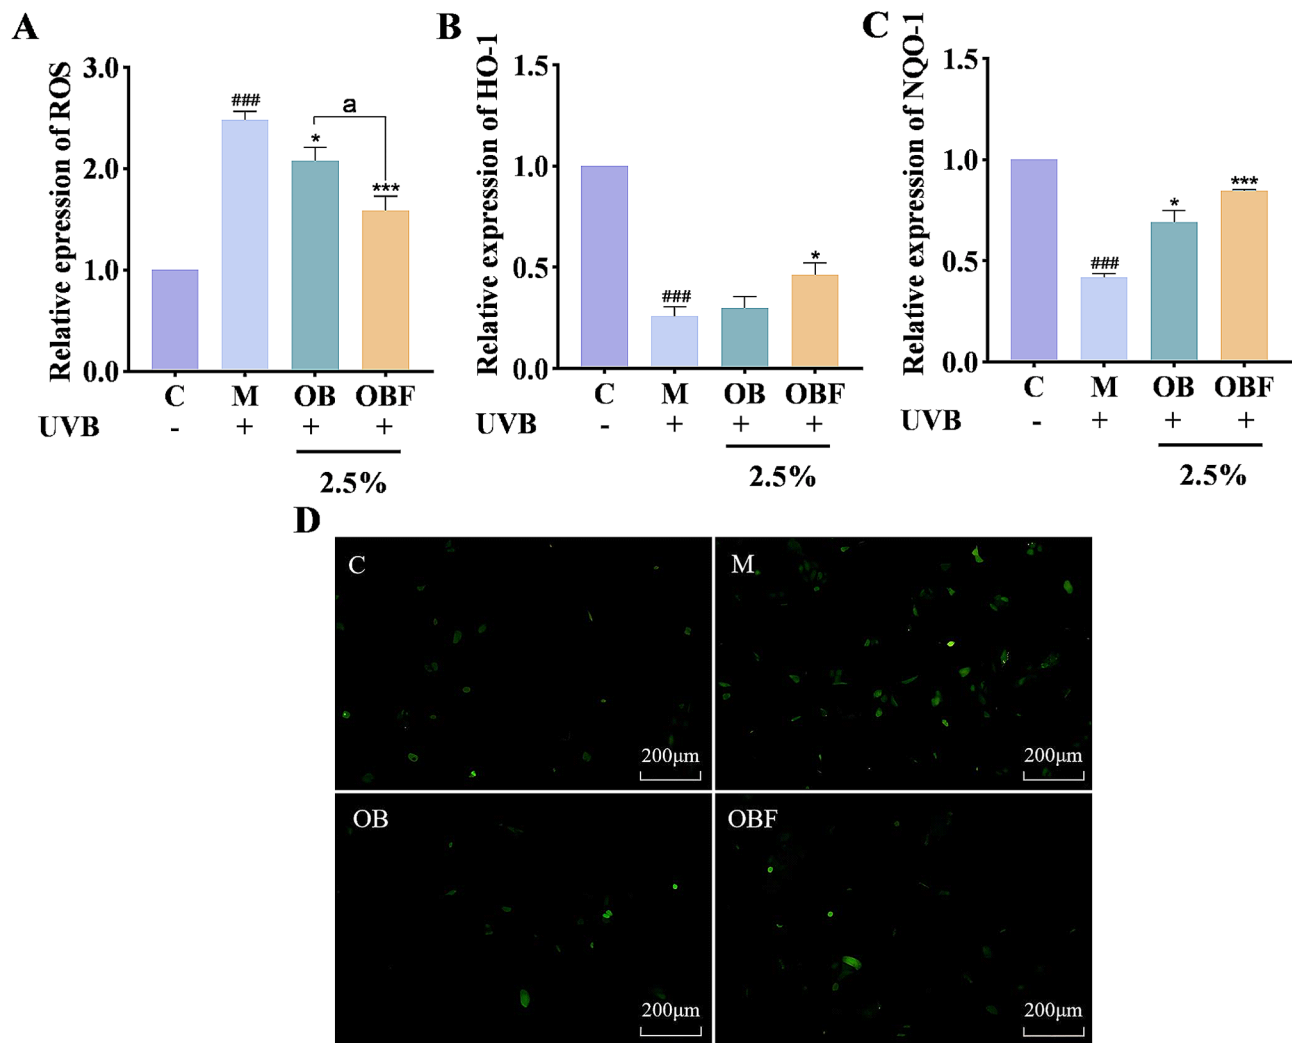 A
Relative epression of ROS
3.0
2.0
1.0
0.0
###
*
a
***
C M OB OBF
UVB - + + +
2.5%
B
Relative expression of HO-1
1.5
1.0
0.5
0.0
###
*
C M OB OBF
UVB - + + +
2.5%
C
Relative expression of NQO-1
1.5
1.0
0.5
0.0
###
*
***
C M OB OBF
UVB - + + +
2.5%
D
C
200μm
M
200μm
OB
200μm
OBF
200μm